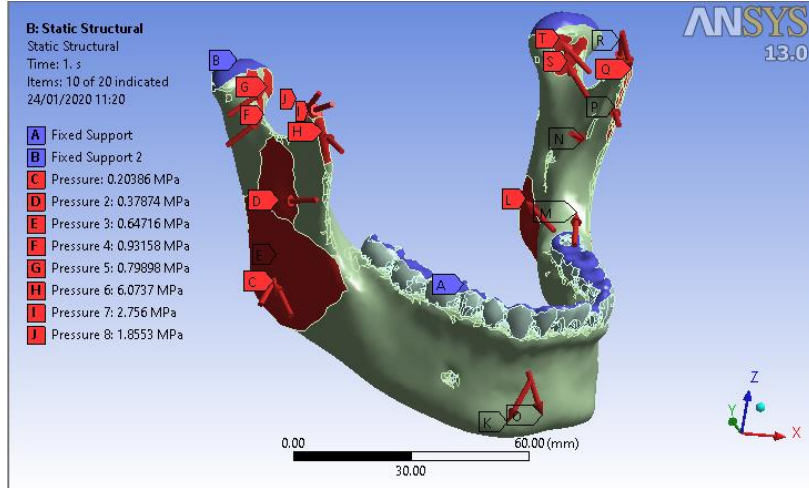 B: Static Structural
Static Structural
Time: 1. s
Items: 10 of 20 indicated
24/01/2020 11:20
A Fixed Support
B Fixed Support 2
C Pressure: 0.20386 MPa
D Pressure 2: 0.37874 MPa
E Pressure 3: 0.64716 MPa
F Pressure 4: 0.93158 MPa
G Pressure 5: 0.79898 MPa
H Pressure 6: 6.0737 MPa
I Pressure 7: 2.756 MPa
J Pressure 8: 1.8553 MPa
ANSYS
13.0
B
G
F
J
I
H
D
E
C
A
T
S
R
Q
P
N
L
M
K
O
0.00
60.00 (mm)
30.00
Z
Y
X